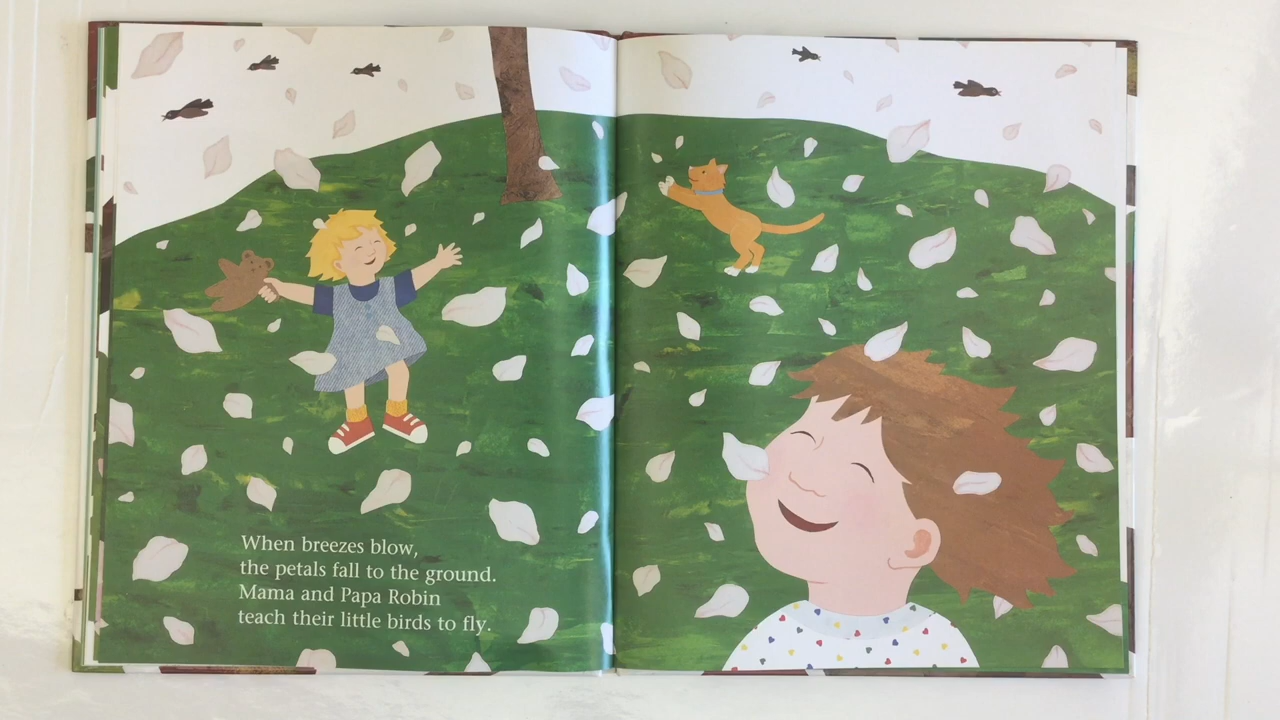 When breezes blow,
the petals fall to the ground.
Mama and Papa Robin
teach their little birds to fly.